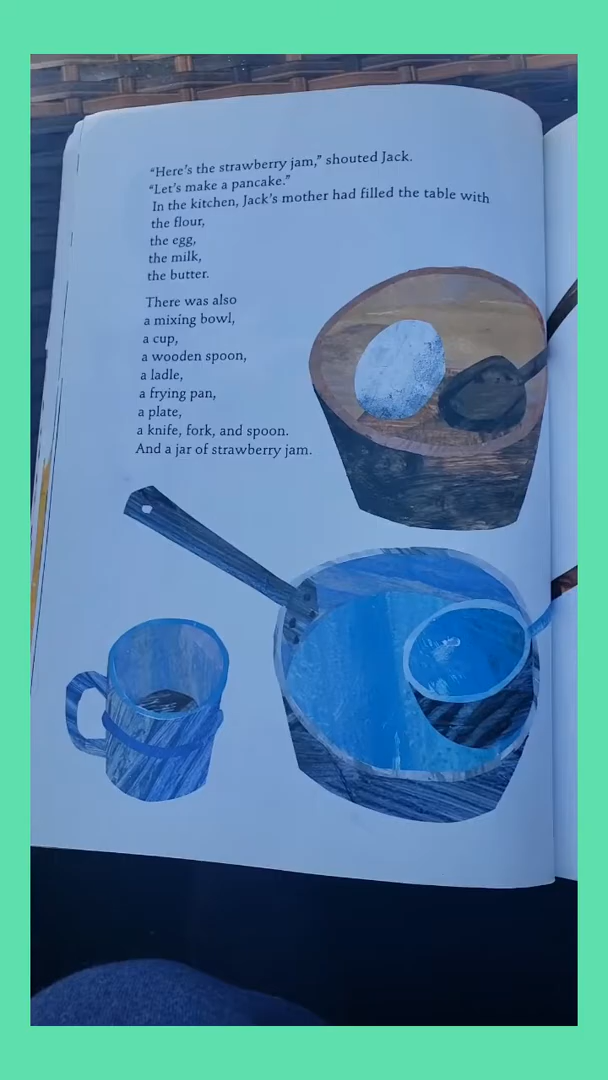 “Here’s the strawberry jam,” shouted Jack.
“Let’s make a pancake.”
In the kitchen, Jack’s mother had filled the table with
the flour,
the egg,
the milk,
the butter.
There was also
a mixing bowl,
a cup,
a wooden spoon,
a ladle,
a frying pan,
a plate,
a knife, fork, and spoon.
And a jar of strawberry jam.